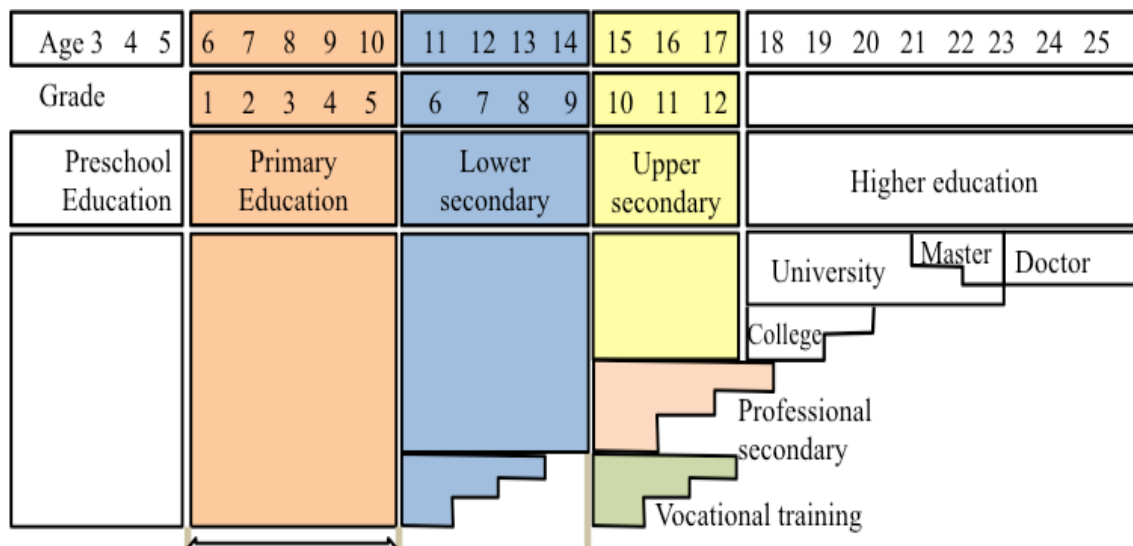 Age 3 4 5 6 7 8 9 10 11 12 13 14 15 16 17 18 19 20 21 22 23 24 25
Grade 1 2 3 4 5 6 7 8 9 10 11 12
Preschool
Education
Primary
Education
Lower
secondary
Upper
secondary
Higher education
University
Master
Doctor
College
Professional
secondary
Vocational training